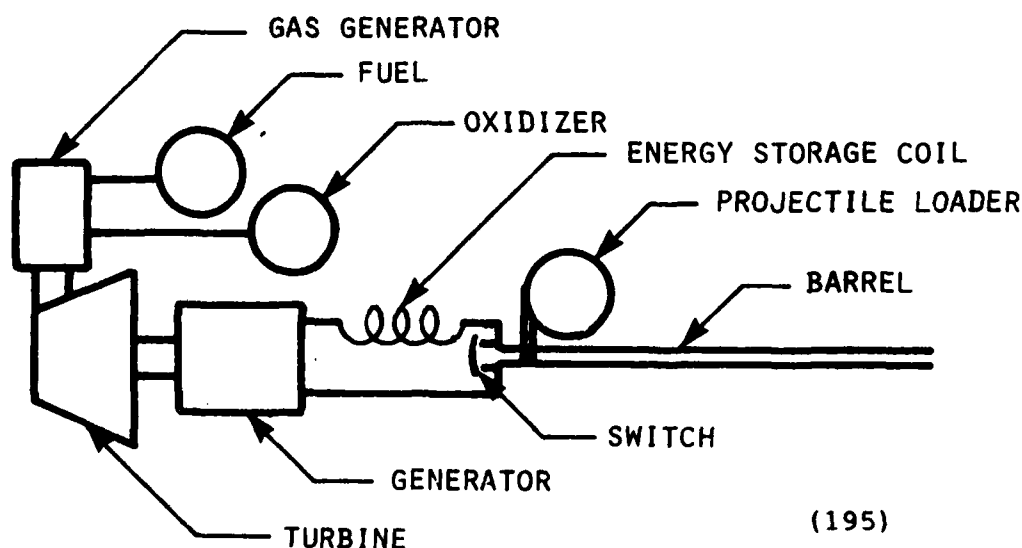 GAS GENERATOR
FUEL
OXIDIZER
ENERGY STORAGE COIL
PROJECTILE LOADER
BARREL
SWITCH
GENERATOR
TURBINE
(195)